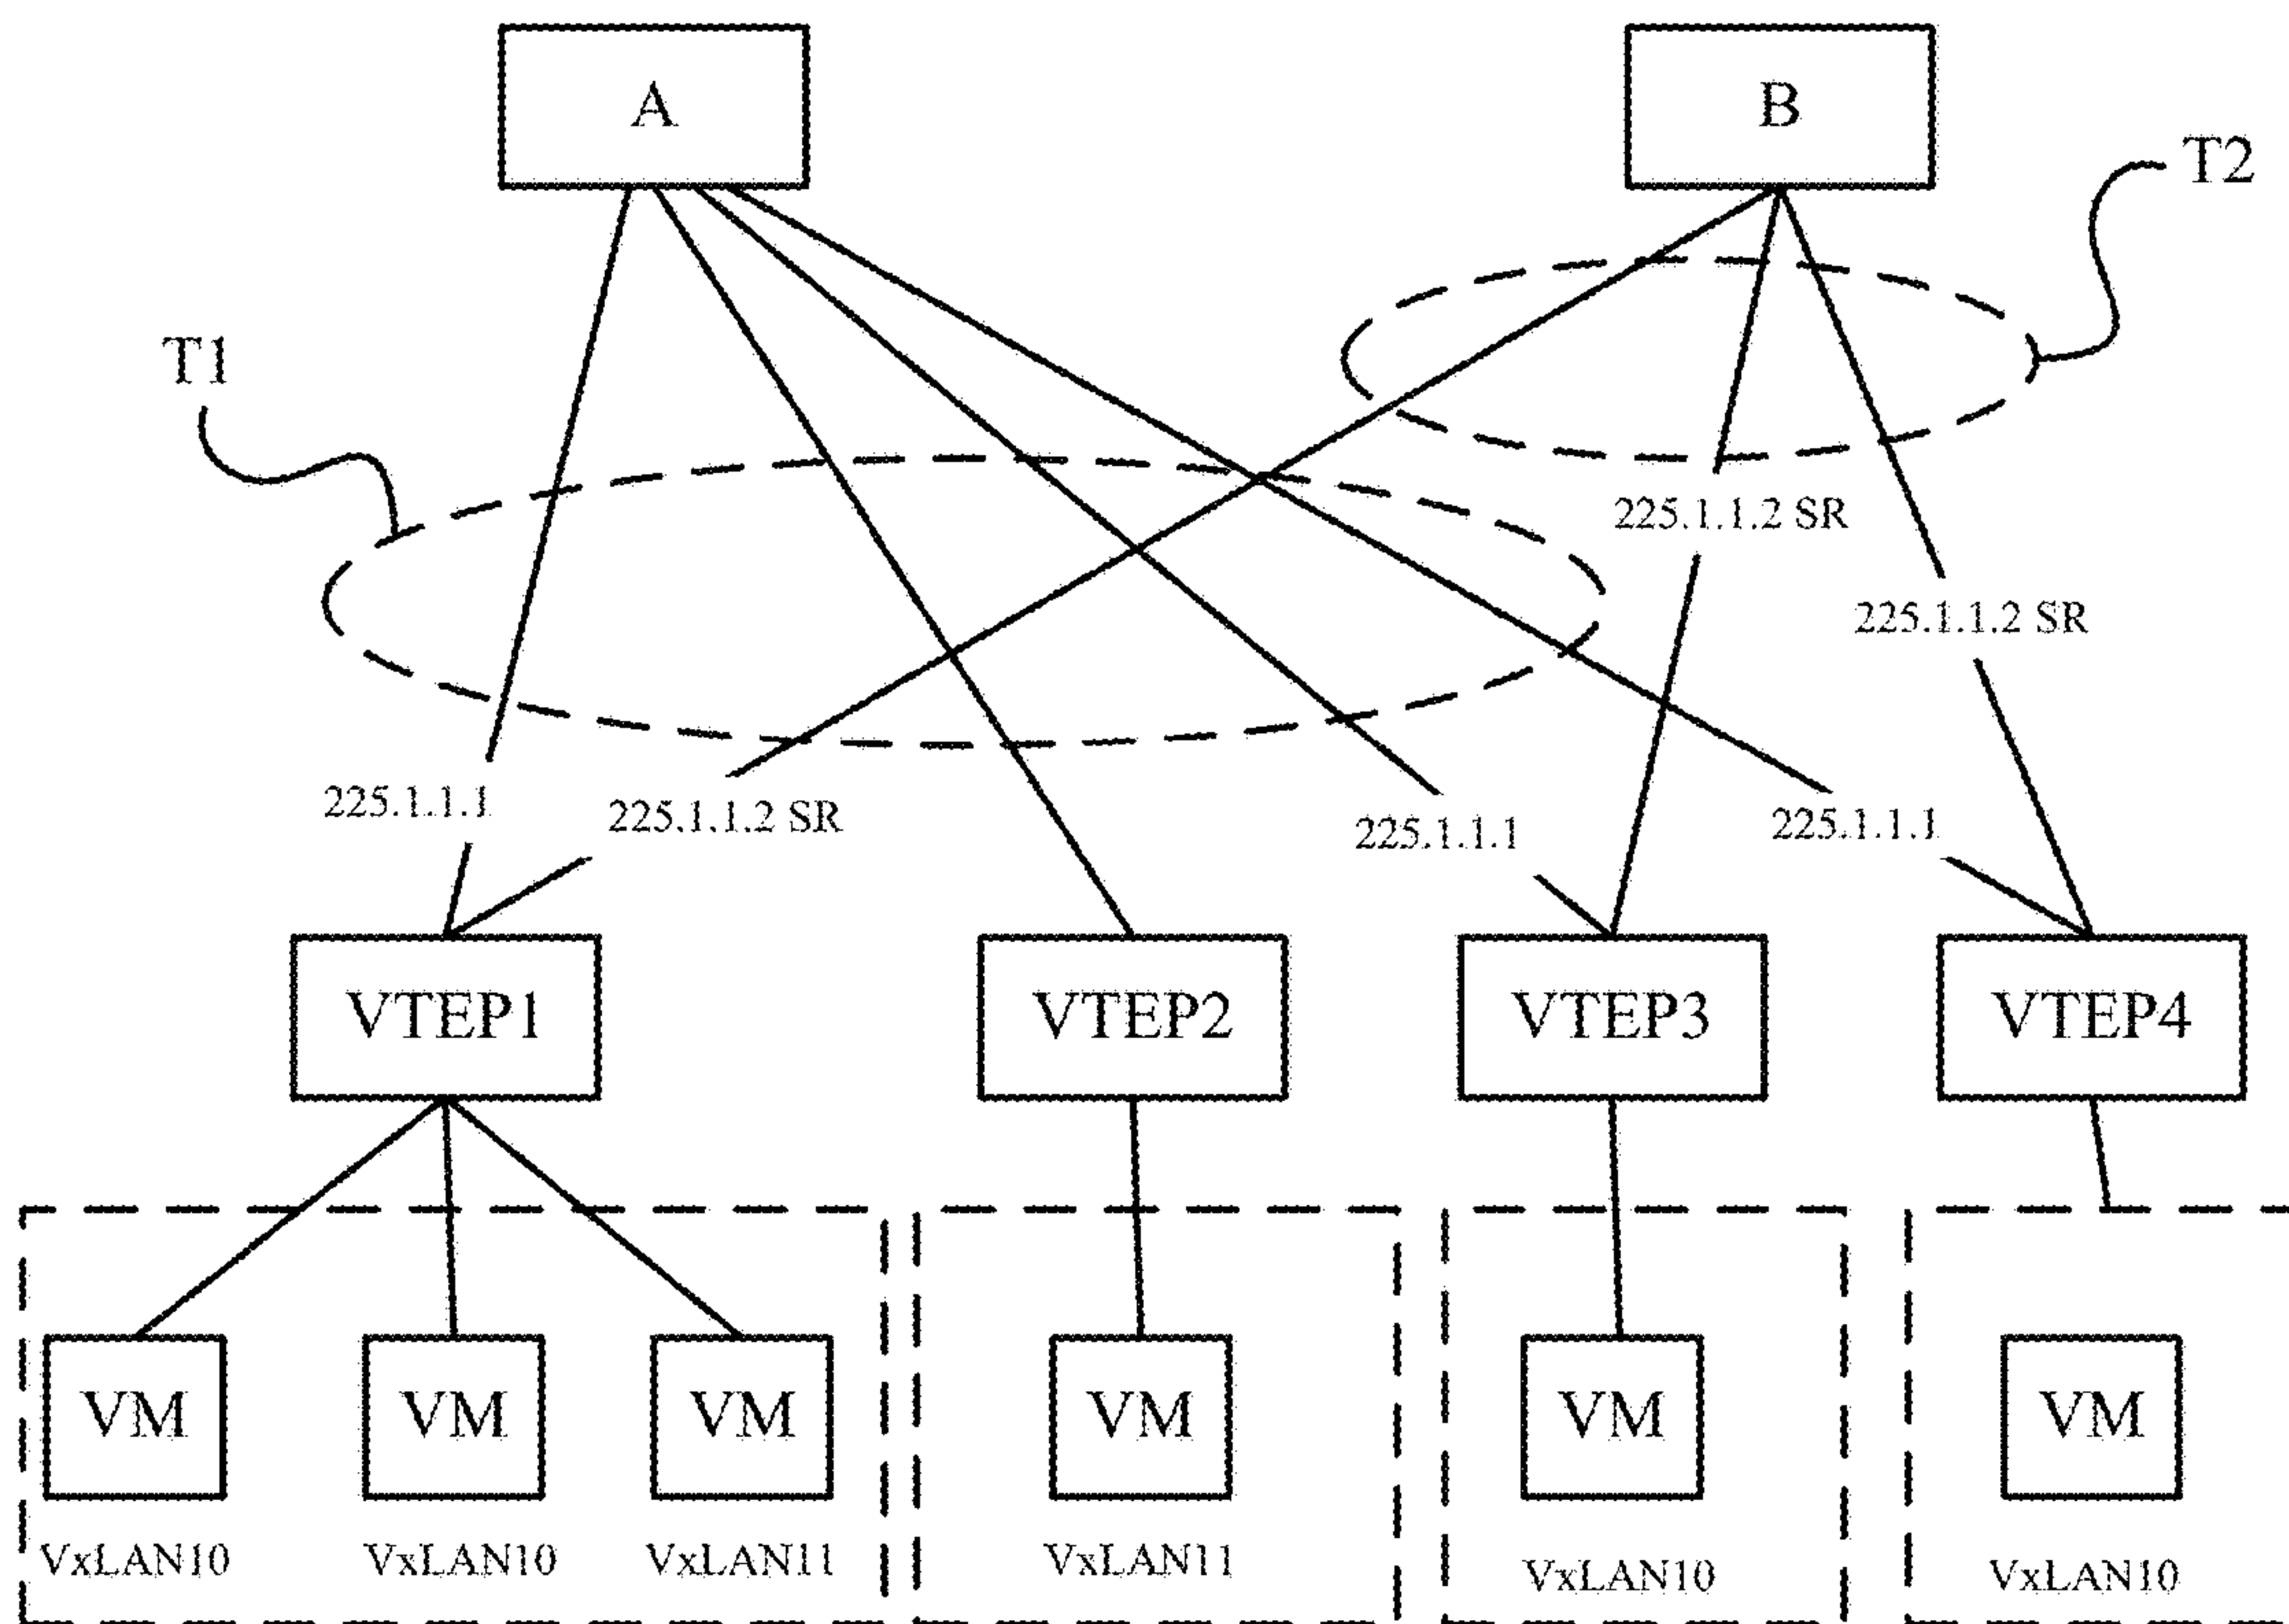 A
B
T2
T1
225.1.1.2 SR
225.1.1.2 SR
225.1.1.1
225.1.1.2 SR
225.1.1.1
225.1.1.1
VTEP1
VTEP2
VTEP3
VTEP4
VM
VM
VM
VM
VM
VM
VxLAN10
VxLAN10
VxLAN11
VxLAN11
VxLAN10
VxLAN10